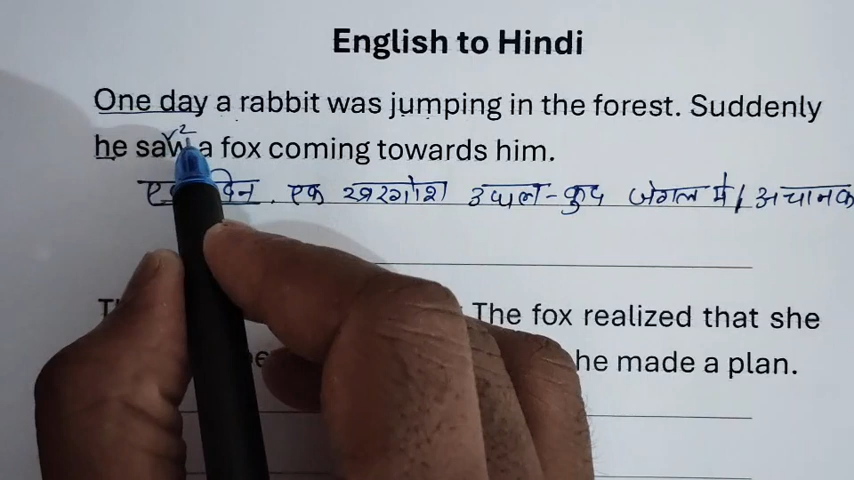 English to Hindi
One day a rabbit was jumping in the forest. Suddenly
he saw a fox coming towards him.
V2
दिन, एक खरगोश उछल-कुद जंगल में / अचानक
The fox realized that she
he made a plan.